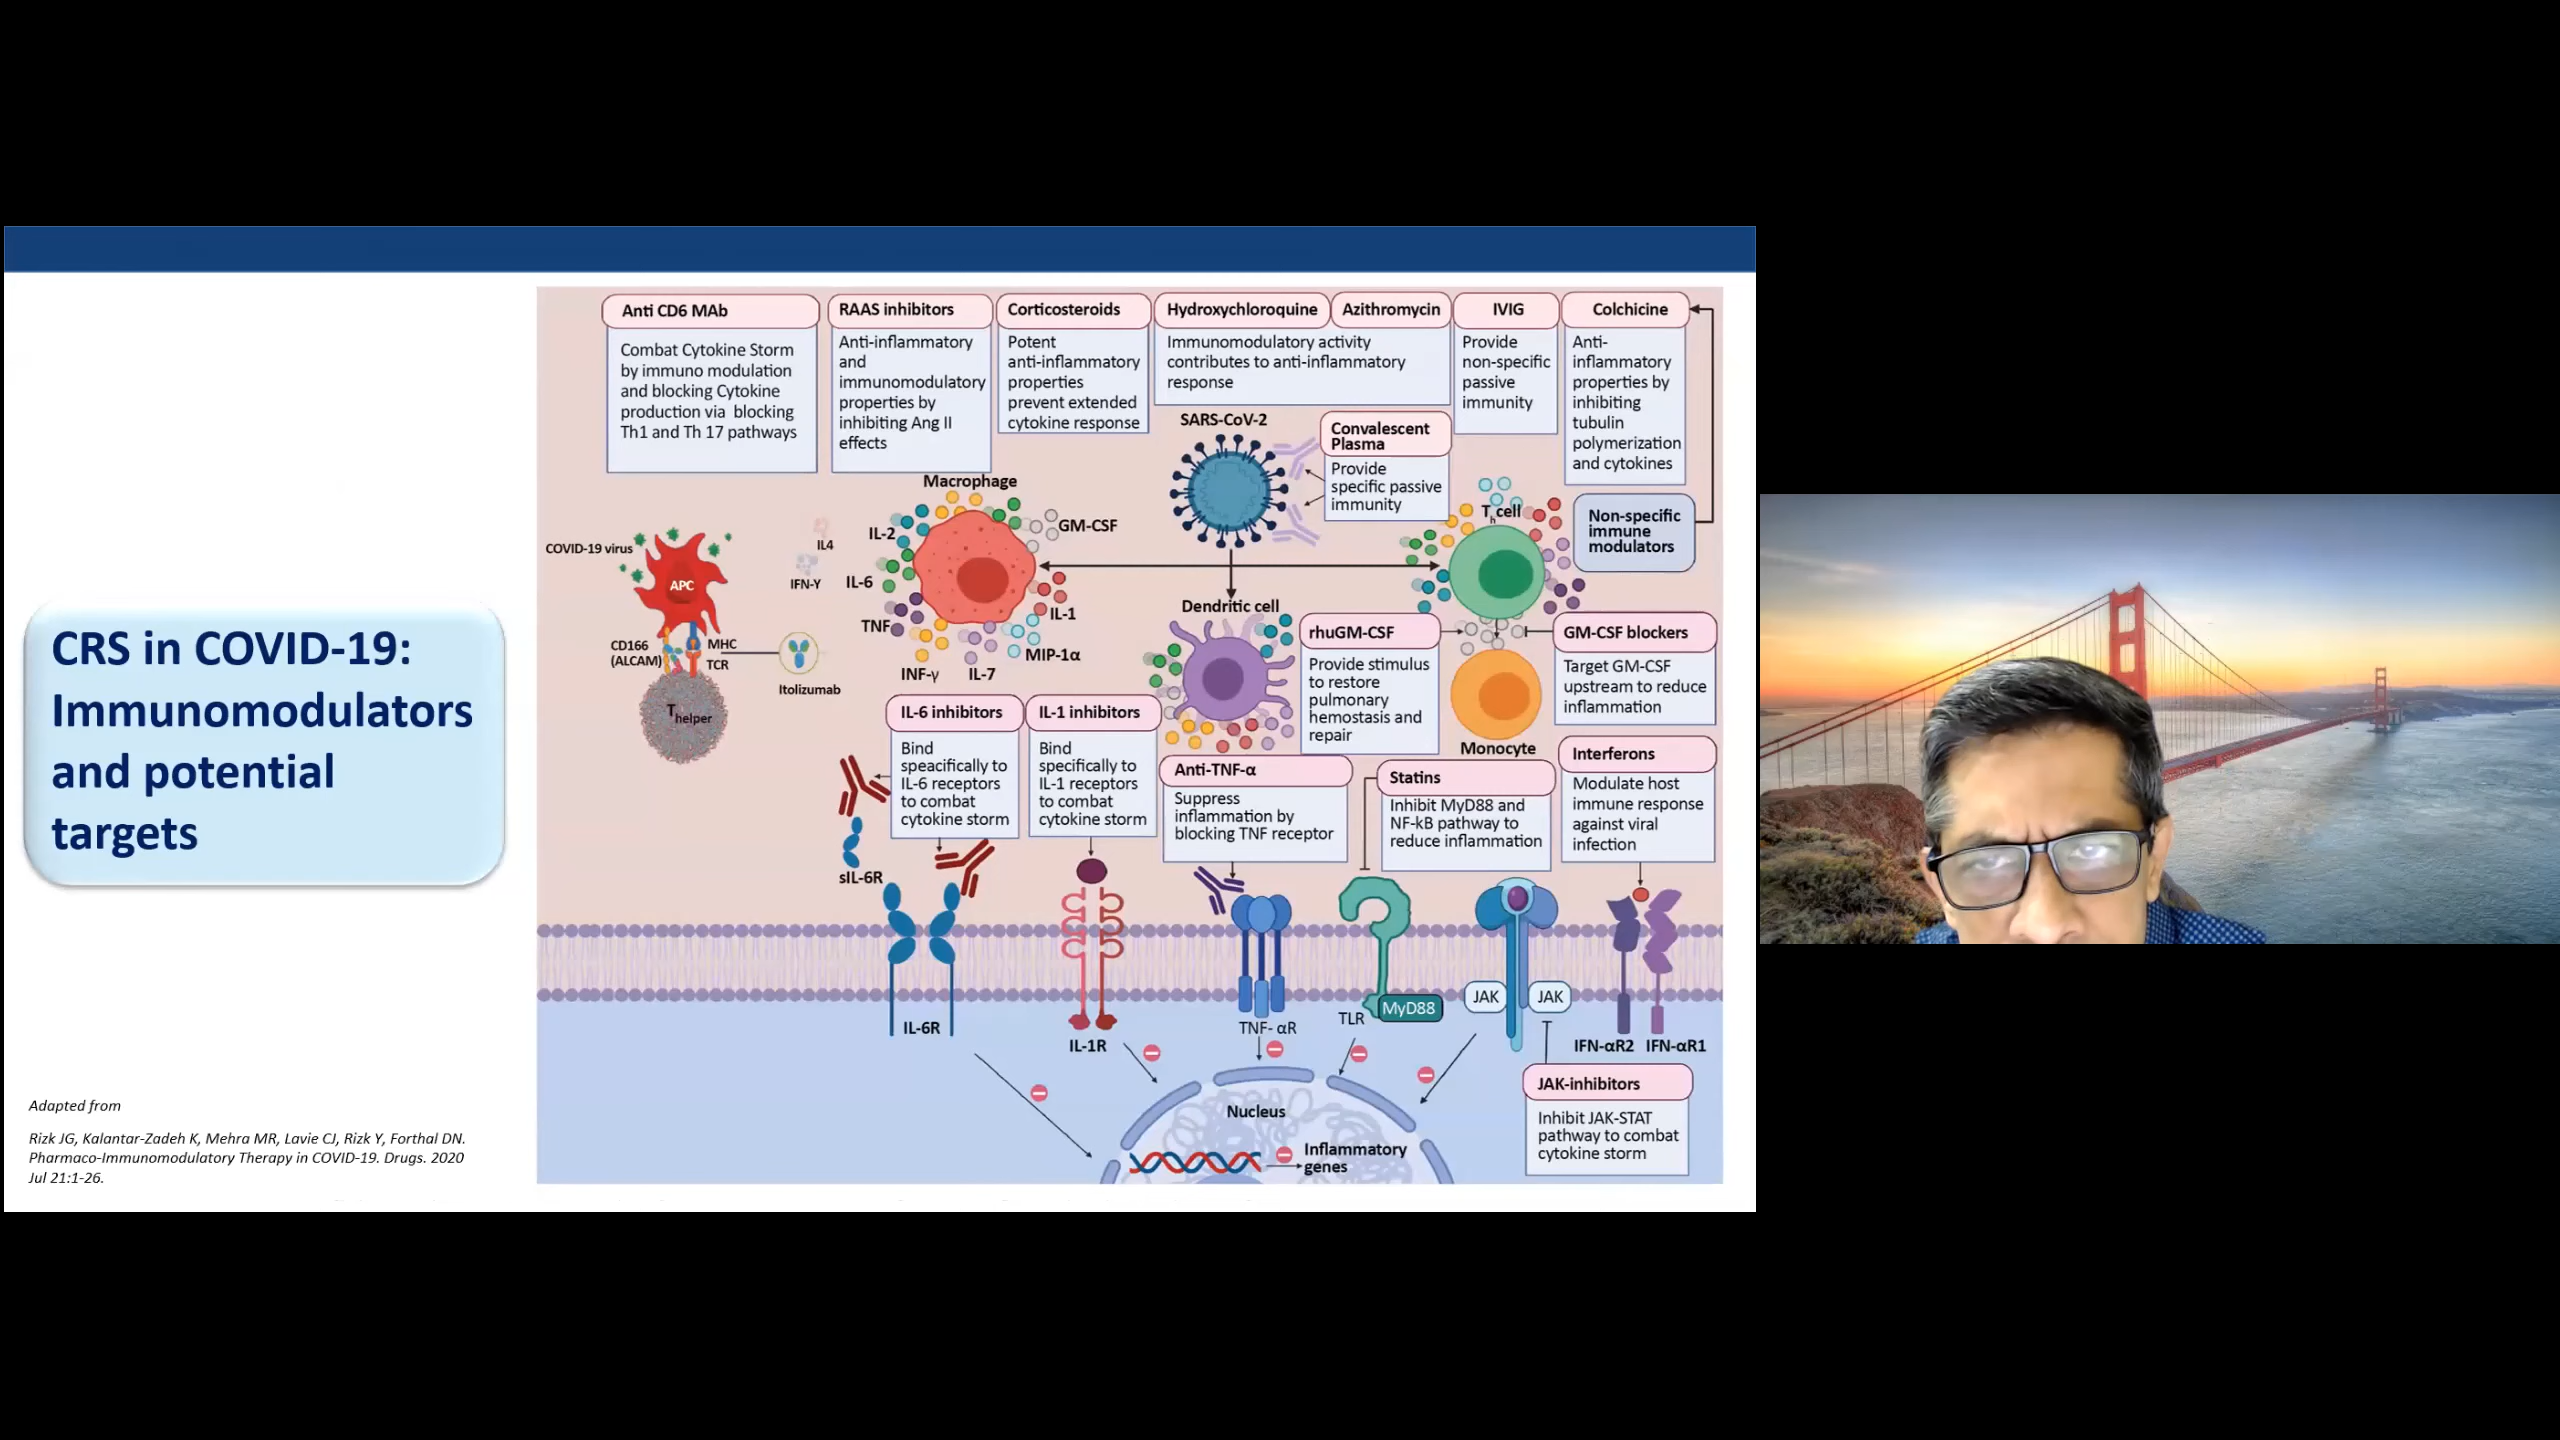 CRS in COVID-19:
Immunomodulators
and potential
targets
Adapted from
Rizk JG, Kalantar-Zadeh K, Mehra MR, Lavie CJ, Rizk Y, Forthal DN.
Pharmaco-Immunomodulatory Therapy in COVID-19. Drugs. 2020
Jul 21:1-26.
Anti CD6 MAb
Combat Cytokine Storm
by immuno modulation
and blocking Cytokine
production via blocking
Th1 and Th 17 pathways
RAAS inhibitors
Anti-inflammatory
and
immunomodulatory
properties by
inhibiting Ang II
effects
Corticosteroids
Potent
anti-inflammatory
properties
prevent extended
cytokine response
Hydroxychloroquine
Azithromycin
Immunomodulatory activity
contributes to anti-inflammatory
response
IVIG
Provide
non-specific
passive
immunity
Colchicine
Anti-
inflammatory
properties by
inhibiting
tubulin
polymerization
and cytokines
SARS-CoV-2
Convalescent
Plasma
Provide
specific passive
immunity
Non-specific
immune
modulators
Macrophage
IL-2
GM-CSF
IL-6
TNF
INF-γ
IL-7
MIP-1α
IL-1
Th cell
COVID-19 virus
APC
IL4
IFN-Y
CD166
(ALCAM)
MHC
TCR
Itolizumab
Thelper
Dendritic cell
rhuGM-CSF
Provide stimulus
to restore
pulmonary
hemostasis and
repair
Monocyte
GM-CSF blockers
Target GM-CSF
upstream to reduce
inflammation
IL-6 inhibitors
Bind
speacifically to
IL-6 receptors
to combat
cytokine storm
IL-1 inhibitors
Bind
specifically to
IL-1 receptors
to combat
cytokine storm
Anti-TNF-α
Suppress
inflammation by
blocking TNF receptor
Statins
Inhibit MyD88 and
NF-kB pathway to
reduce inflammation
Interferons
Modulate host
immune response
against viral
infection
sIL-6R
IL-6R
IL-1R
TNF- αR
TLR
MyD88
JAK
JAK
IFN-αR2
IFN-αR1
JAK-inhibitors
Inhibit JAK-STAT
pathway to combat
cytokine storm
Nucleus
Inflammatory
genes